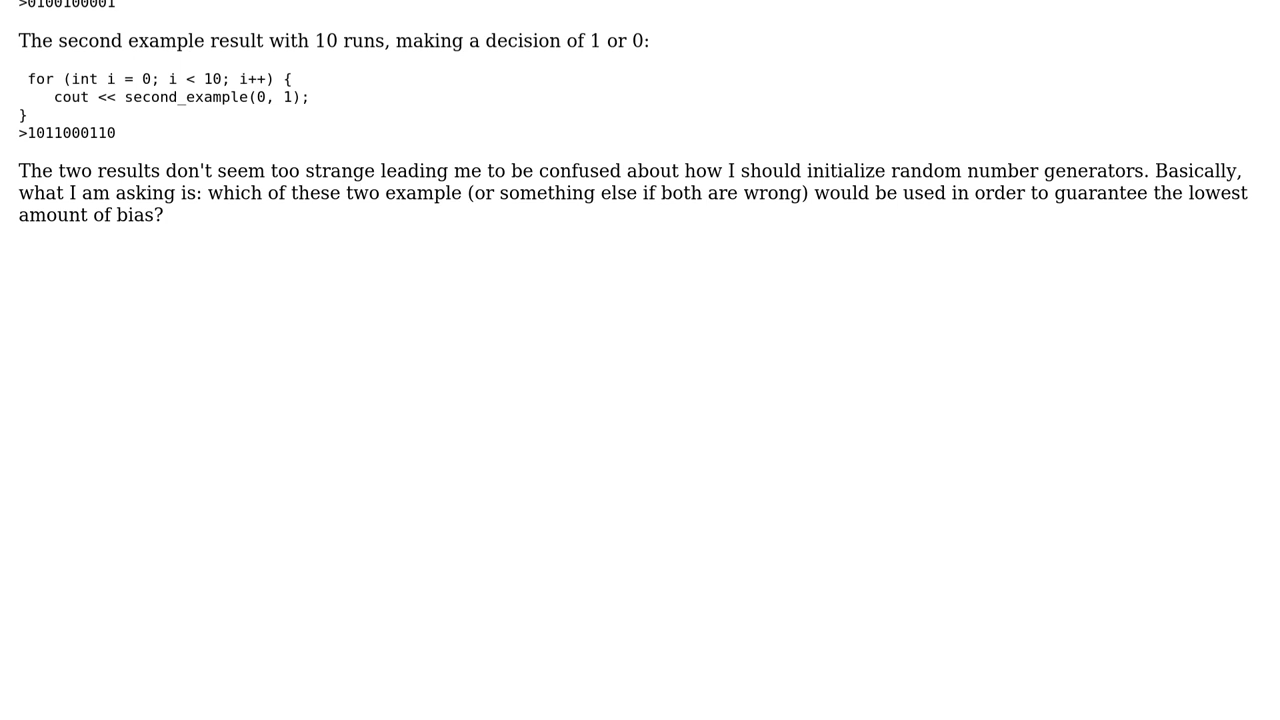 >0100100001
The second example result with 10 runs, making a decision of 1 or 0:
 for (int i = 0; i < 10; i++) {
    cout << second_example(0, 1);
}
>1011000110
The two results don't seem too strange leading me to be confused about how I should initialize random number generators. Basically,
what I am asking is: which of these two example (or something else if both are wrong) would be used in order to guarantee the lowest
amount of bias?